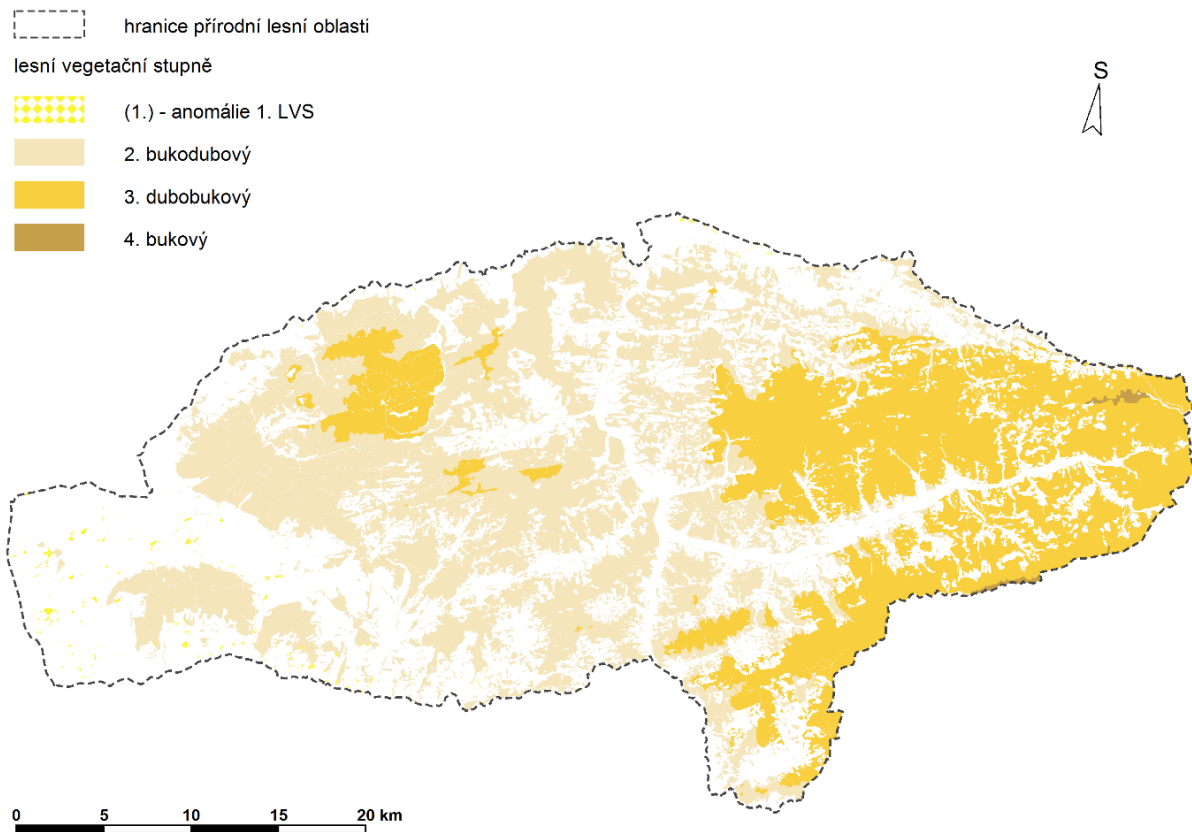 hranice přírodní lesní oblasti
lesní vegetační stupně
(1.) - anomálie 1. LVS
2. bukodubový
3. dubobukový
4. bukový
S
0 5 10 15 20 km